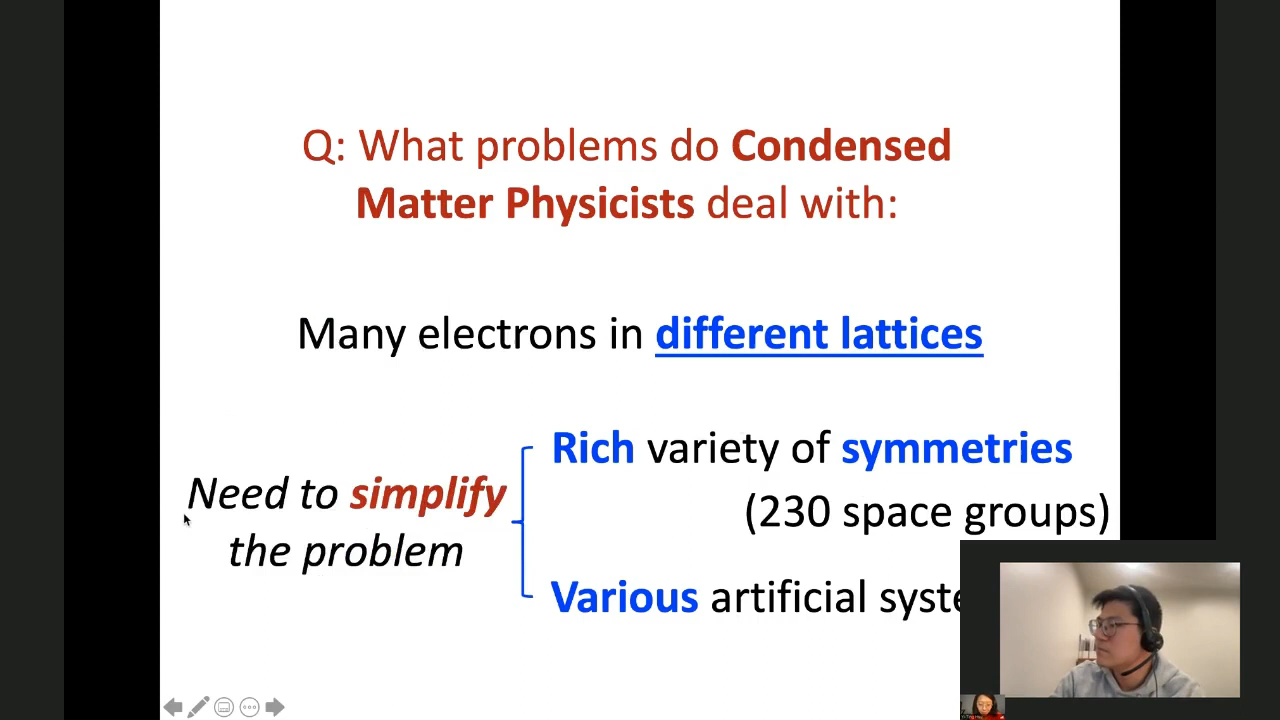 Q: What problems do Condensed
Matter Physicists deal with:
Many electrons in different lattices
Rich variety of symmetries
(230 space groups)
Need to simplify
the problem
Various artificial